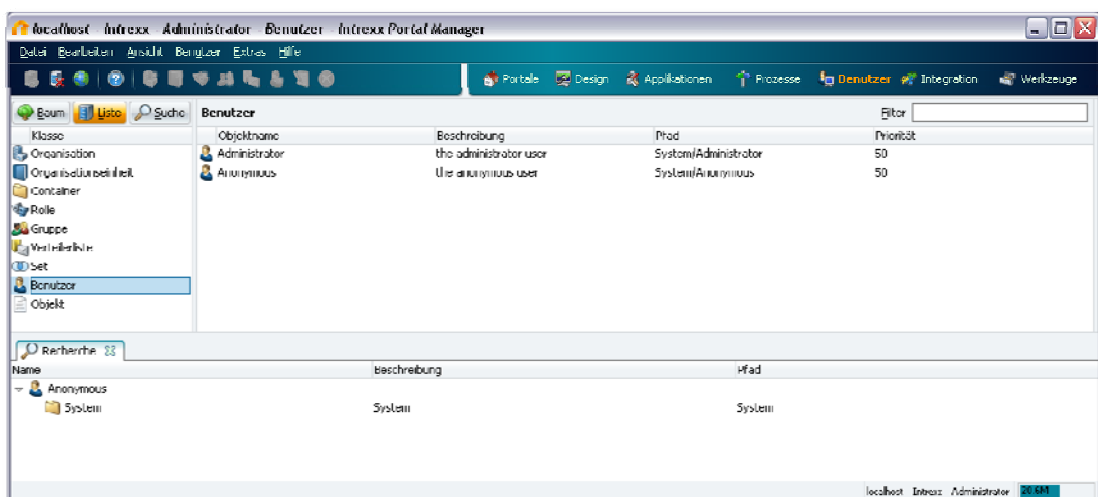 localhost - Intrexx - Administrator - Benutzer - Intrexx Portal Manager
Datei Bearbeiten Ansicht Benutzer Extras Hilfe
Portale Design Applikationen Prozesse Benutzer Integration Werkzeuge
Baum Liste Suche Benutzer Filter
Klasse Objektname Beschreibung Pfad Priorität
Organisation Administrator the administrator user System/Administrator 50
Organisationseinheit Anonymous the anonymous user System/Anonymous 50
Container
Rolle
Gruppe
Verteilerliste
Set
Benutzer
Objekt
Recherche
Name Beschreibung Pfad
Anonymous
System System System
localhost Intrexx Administrator 20.6M